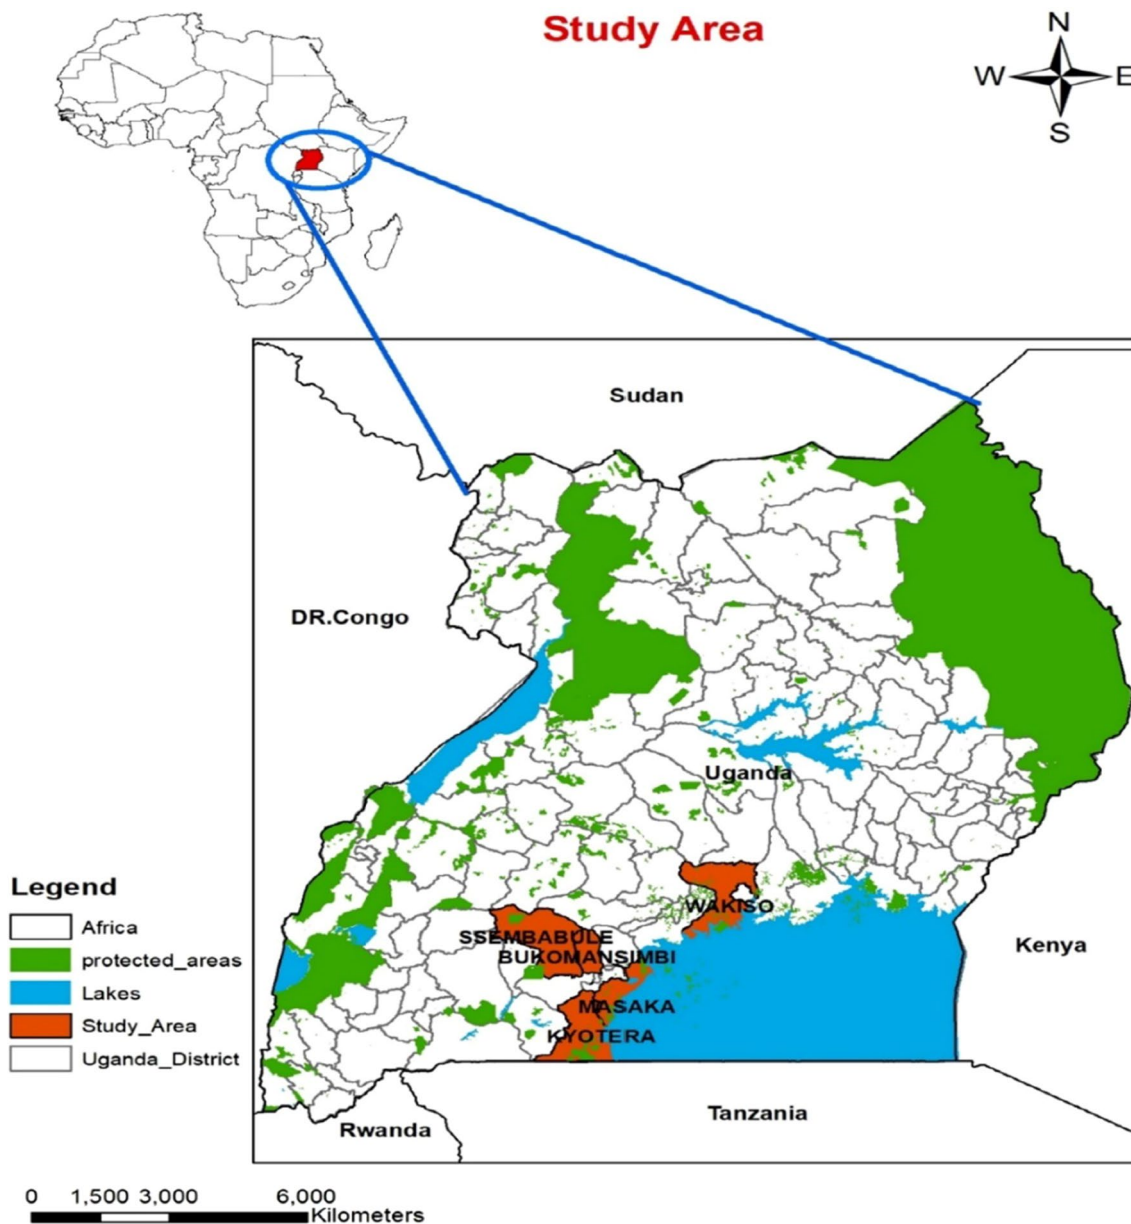 Study Area
N
W E
S
Sudan
DR.Congo
Uganda
Legend
Africa
protected_areas
Lakes
Study_Area
Uganda_District
WAKISO
SSEMBABULE
BUKOMANSIMBI
MASAKA
KYOTERA
Kenya
Tanzania
Rwanda
0 1,500 3,000 6,000
Kilometers